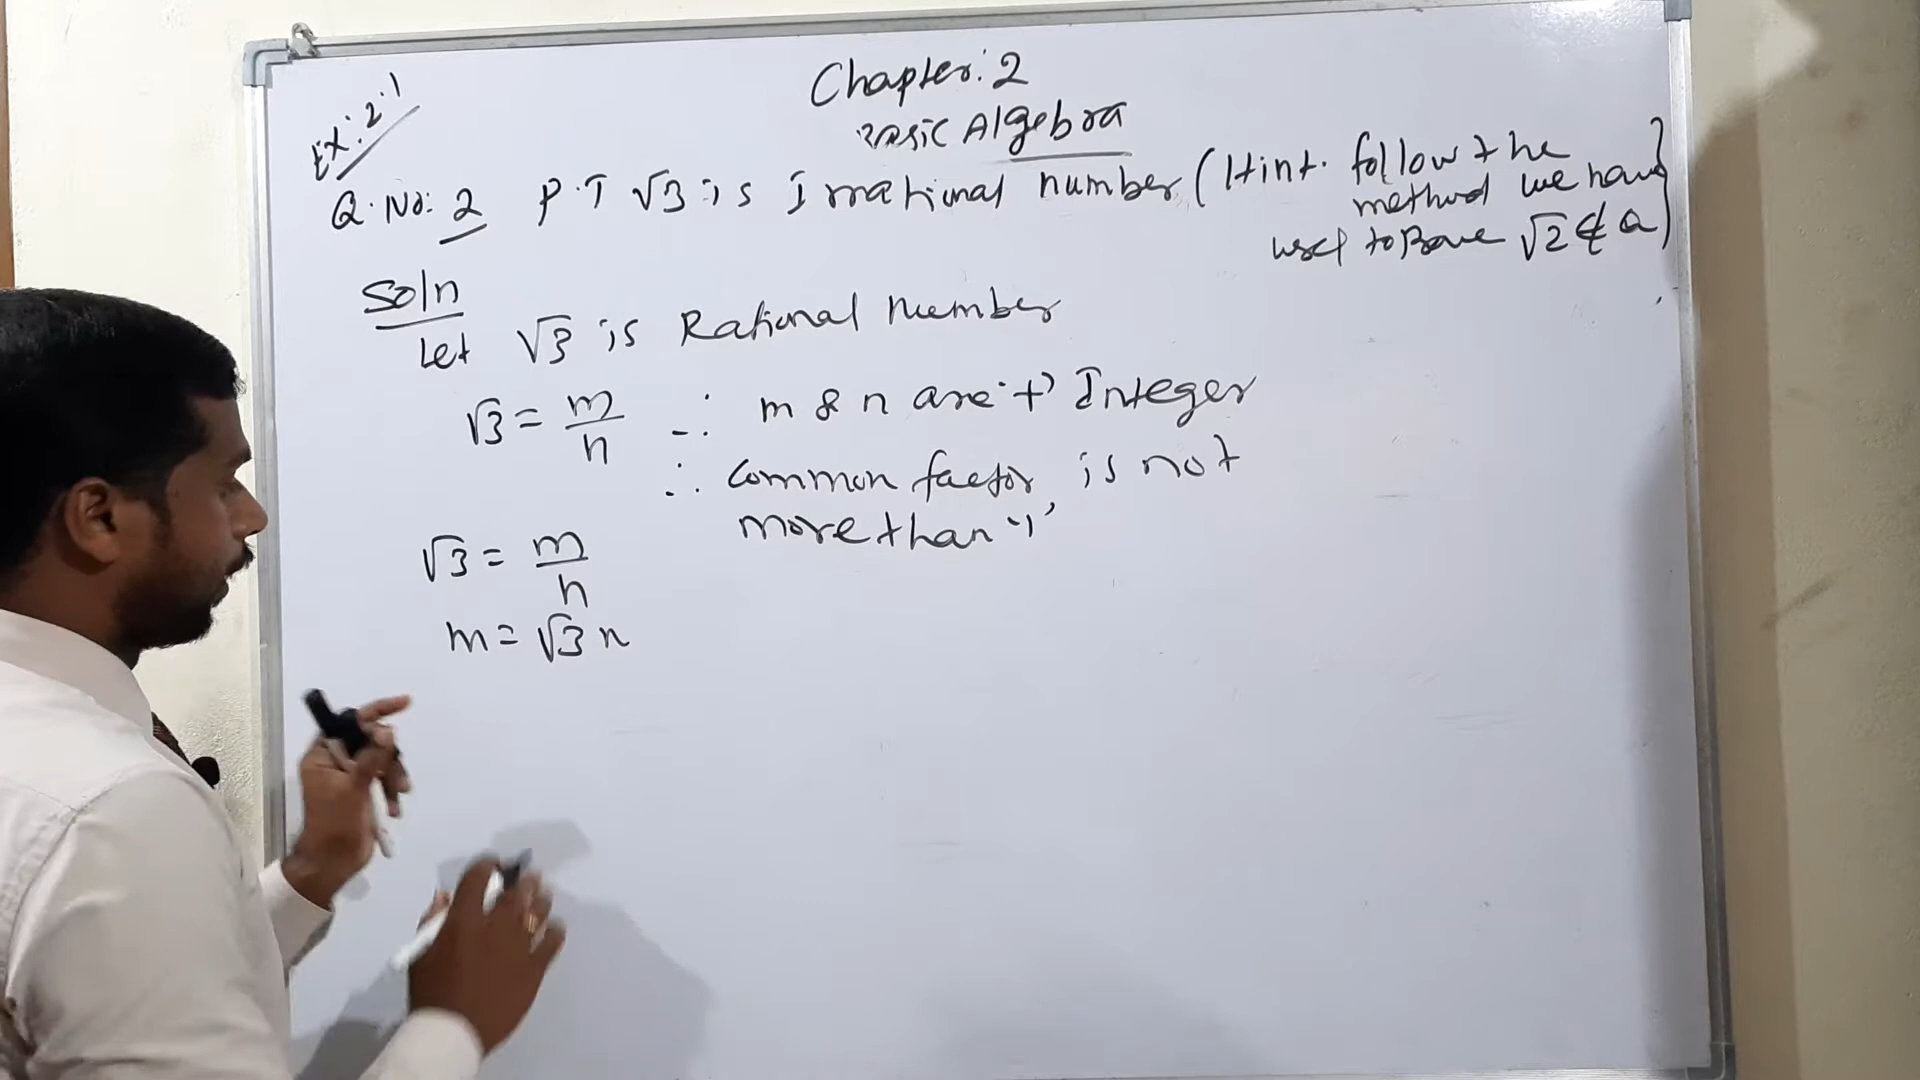 Ex: 2.1
Chapter: 2
Basic Algebra
Q. No: 2 P.T √3 is Irrational number (Hint. follow the
method we have
used to Prove √2 ∉ Q)
Soln
Let √3 is Rational Number
√3 = m/n ∴ m & n are '+' Integer
∴ Common factor is not
more than '1'
√3 = m/n
m = √3 n